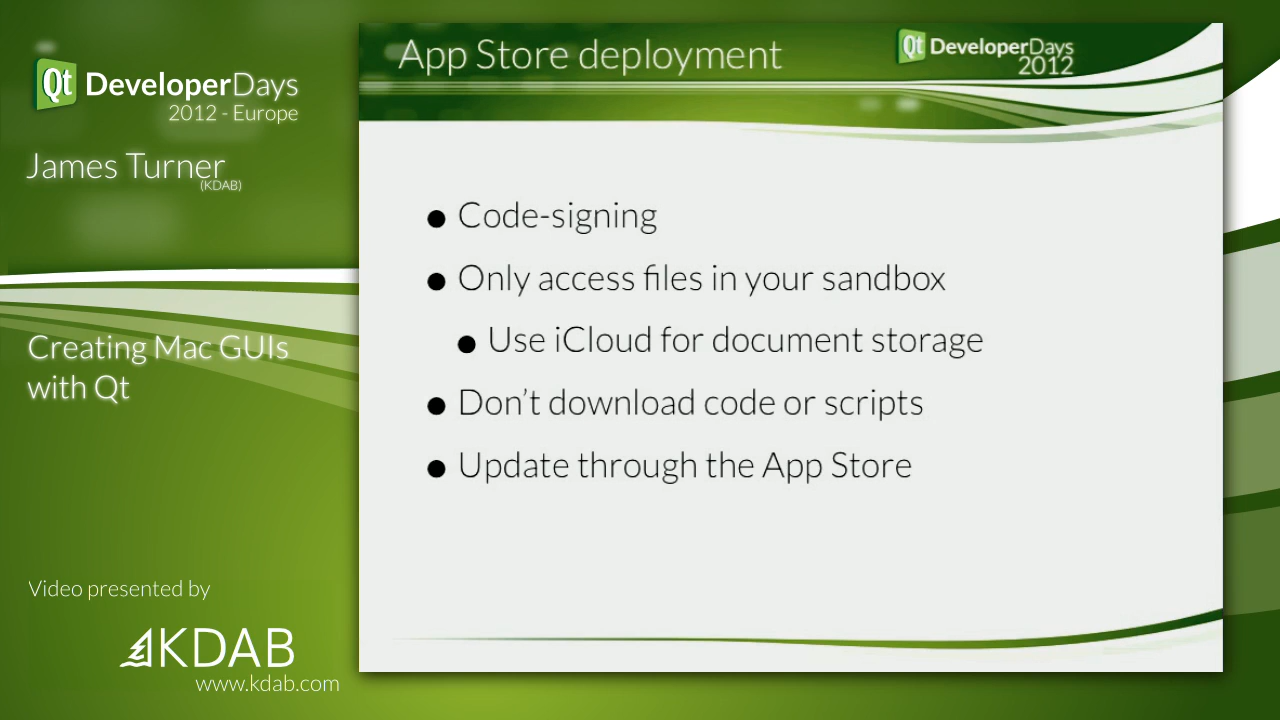 Qt DeveloperDays
2012 - Europe
James Turner
(KDAB)
Creating Mac GUIs
with Qt
Video presented by
KDAB
www.kdab.com
App Store deployment
Qt DeveloperDays
2012
● Code-signing
● Only access files in your sandbox
● Use iCloud for document storage
● Don’t download code or scripts
● Update through the App Store